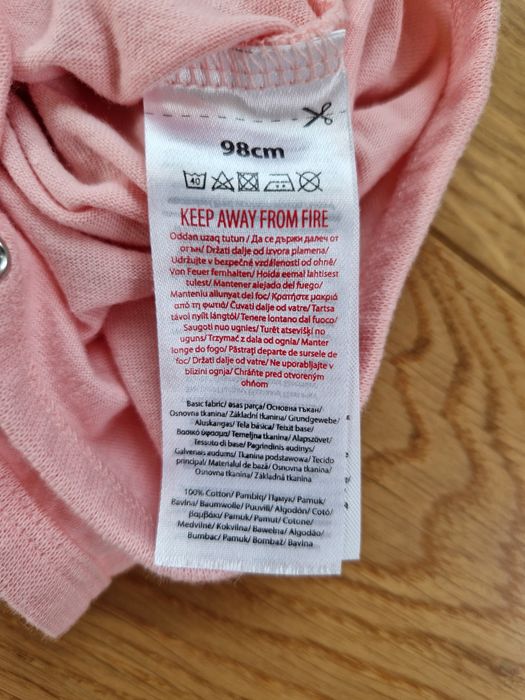 98cm
40
KEEP AWAY FROM FIRE
Oddan uzaq tutun / Да се държи далеч от
огън/ Držati dalje od izvora plamena/
Udržujte v bezpečné vzdálenosti od ohně/
Von Feuer fernhalten/ Hoida eemal lahtisest
tulest/ Mantener alejado del fuego/
Manteniu allunyat del foc/ Κρατήστε μακριά
από τη φωτιά/ Čuvati dalje od vatre/ Tartsa
távol nyílt lángtól/ Tenere lontano dal fuoco/
Saugoti nuo ugnies/ Turēt atsevišķi no
uguns/ Trzymać z dala od ognia/ Manter
longe do fogo/ Păstrați departe de sursele de
foc/ Držati dalje od vatre/ Ne uporabljajte v
bližini ognja/ Chráňte pred otvoreným
ohňom
Basic fabric/ əsas parça/ Основна тъкан/
Osnovna tkanina/ Základní tkanina/ Grundgewebe/
Aluskangas/ Tela básica/ Teixit base/
Βασικό ύφασμα/ Temeljna tkanina/ Alapszövet/
Tessuto di base/ Pagrindinis audinys/
Galvenais audums/ Tkanina podstawowa/ Tecido
principal/ Materialul de bază/ Osnovna tkanina/
Osnovna tkanina/ Základná tkanina
100% Cotton/ Pambıq/ Памук/ Pamuk/
Bavlna/ Baumwolle/ Puuvill/ Algodón/ Cotó/
βαμβάκι/ Pamuk/ Pamut/ Cotone/
Medvilnė/ Kokvilna/ Bawełna/ Algodão/
Bumbac/ Pamuk/ Bombaž/ Bavlna